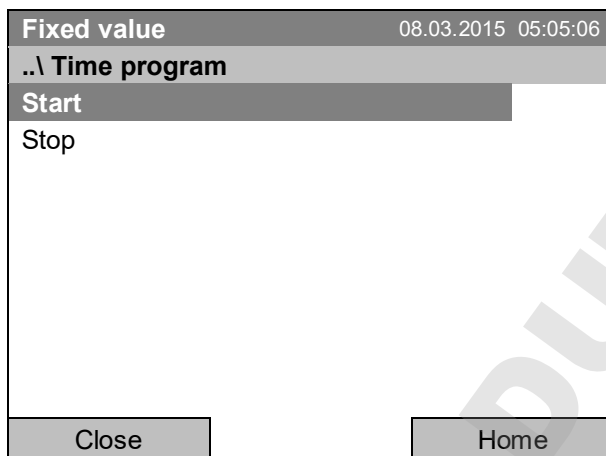 Fixed value 08.03.2015 05:05:06
..\ Time program
Start
Stop
Close Home